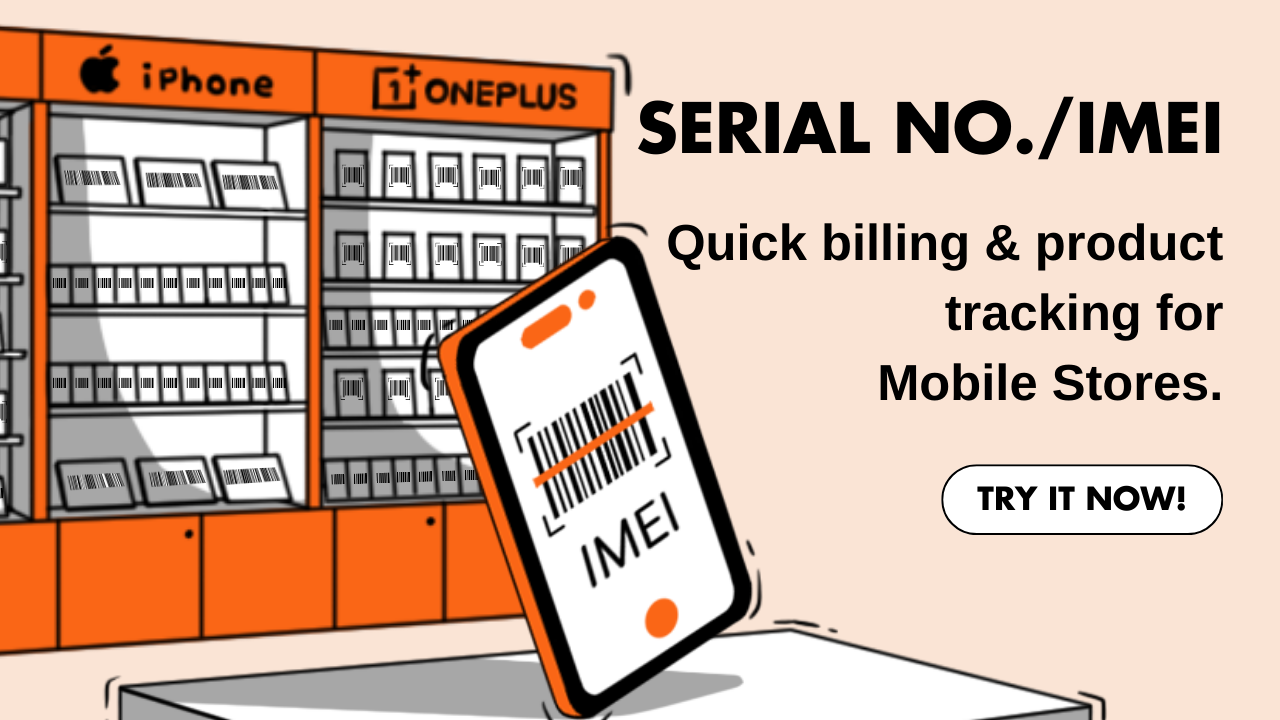 iPhone
1+ ONEPLUS
SERIAL NO./IMEI
Quick billing & product
tracking for
Mobile Stores.
TRY IT NOW!
IMEI